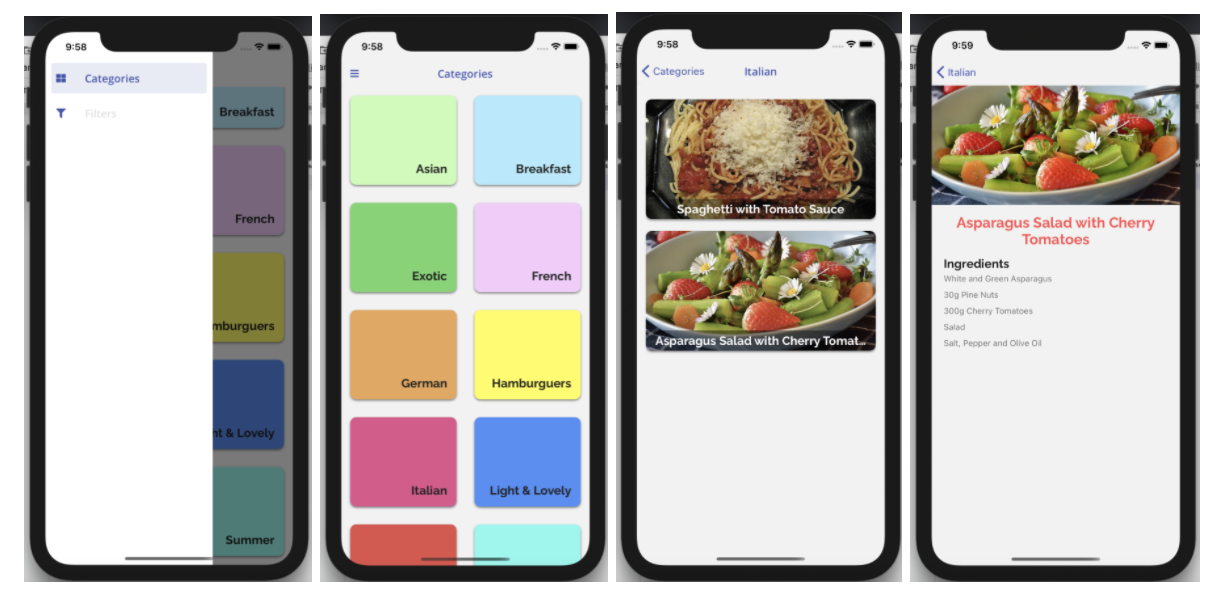 9:58
Categories
Filters
Breakfast
French
mburguers
ht & Lovely
Summer
9:58
Categories
Asian
Breakfast
Exotic
French
German
Hamburguers
Italian
Light & Lovely
9:58
Categories
Italian
Spaghetti with Tomato Sauce
Asparagus Salad with Cherry Tomat...
9:59
Italian
Asparagus Salad with Cherry
Tomatoes
Ingredients
White and Green Asparagus
30g Pine Nuts
300g Cherry Tomatoes
Salad
Salt, Pepper and Olive Oil